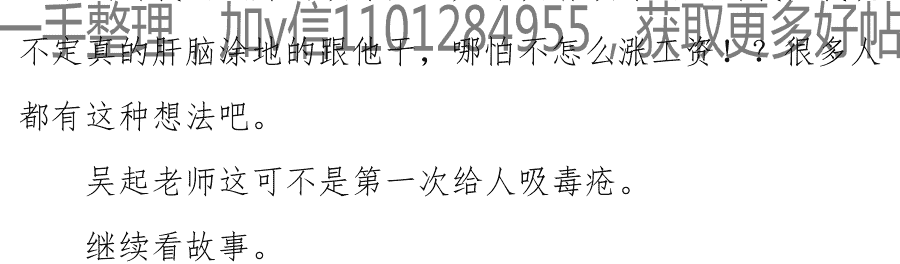 一手整理，加v信1101284955，获取更多好帖
不定真的肝脑涂地的跟他干，哪怕不怎么涨工资！？很多人
都有这种想法吧。
吴起老师这可不是第一次给人吸毒疮。
继续看故事。